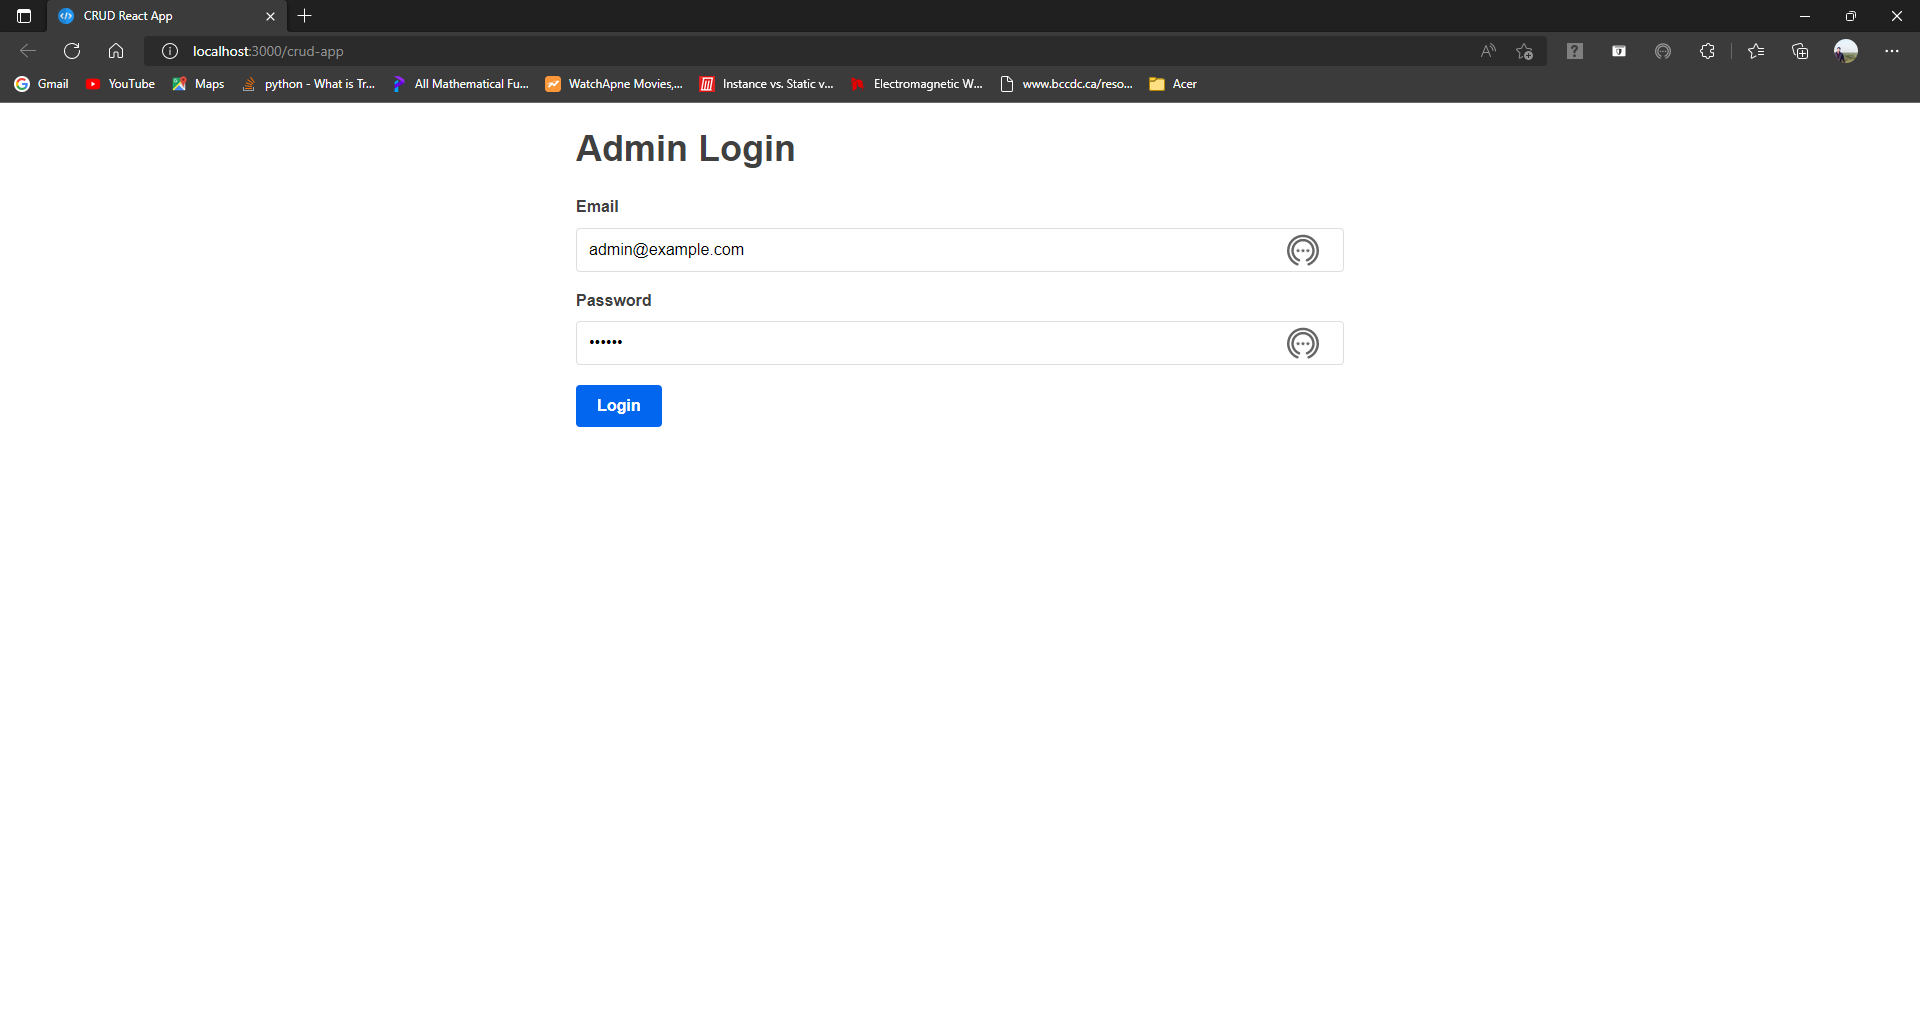 CRUD React App
localhost:3000/crud-app
Gmail YouTube Maps python - What is Tr... All Mathematical Fu... WatchApne Movies,... Instance vs. Static v... Electromagnetic W... www.bccdc.ca/reso... Acer
Admin Login
Email
admin@example.com
Password
••••••
Login